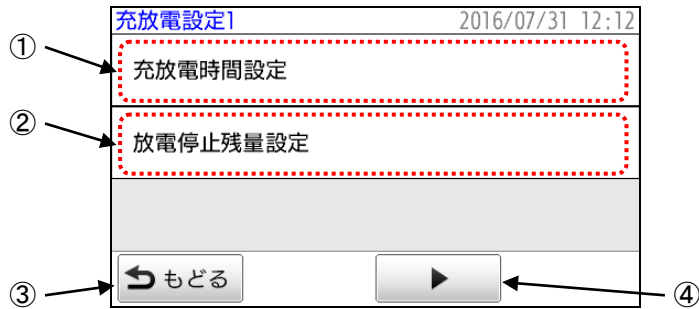 充放電設定1 2016/07/31 12:12
① 充放電時間設定
② 放電停止残量設定
③ もどる ▶ ④